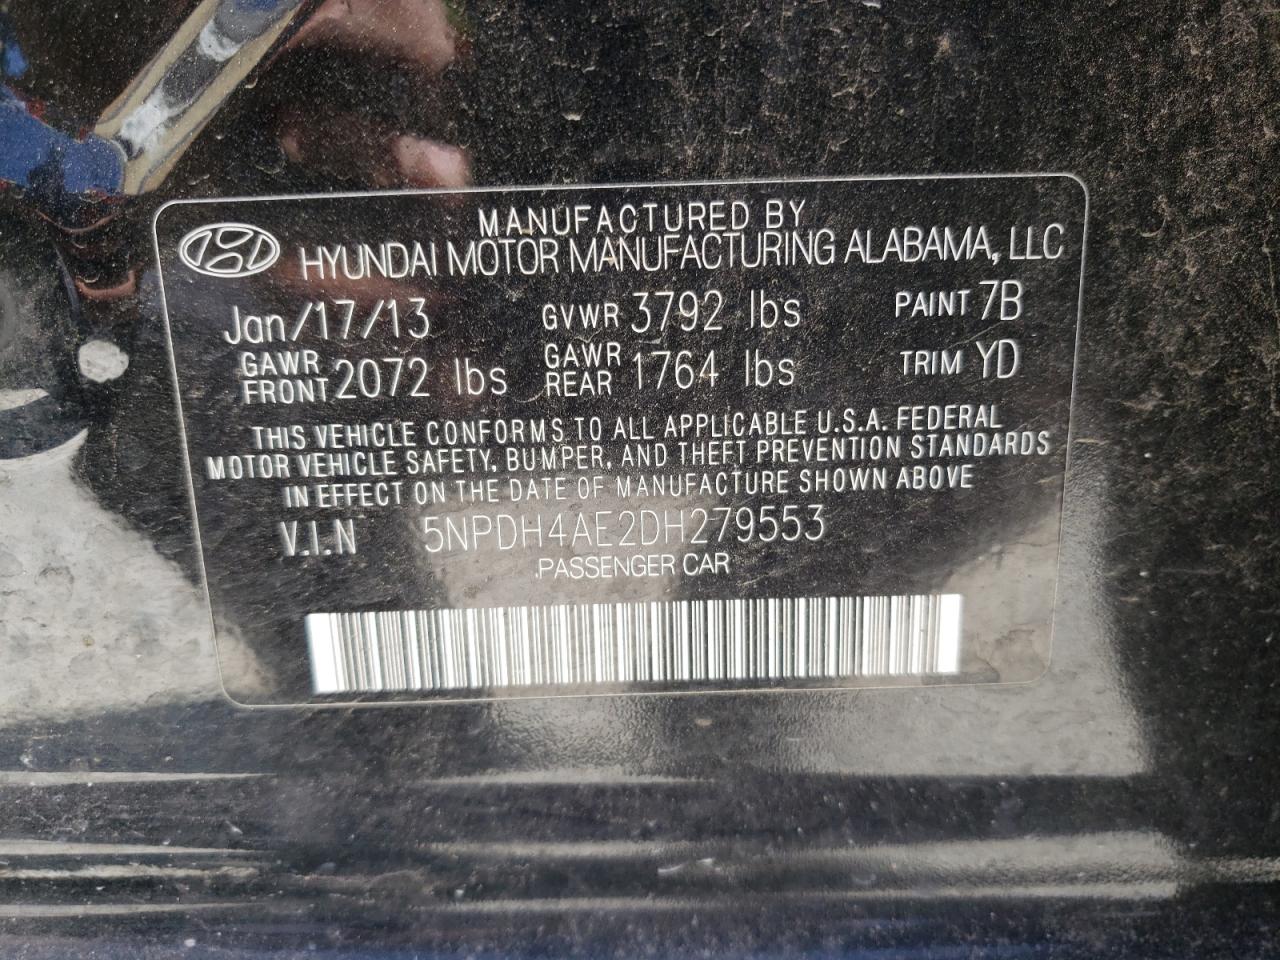 MANUFACTURED BY
HYUNDAI MOTOR MANUFACTURING ALABAMA, LLC
Jan/17/13 GVWR 3792 lbs PAINT 7B
GAWR FRONT 2072 lbs GAWR REAR 1764 lbs TRIM YD
THIS VEHICLE CONFORMS TO ALL APPLICABLE U.S.A. FEDERAL
MOTOR VEHICLE SAFETY, BUMPER, AND THEFT PREVENTION STANDARDS
IN EFFECT ON THE DATE OF MANUFACTURE SHOWN ABOVE
V.I.N 5NPDH4AE2DH279553
.PASSENGER CAR